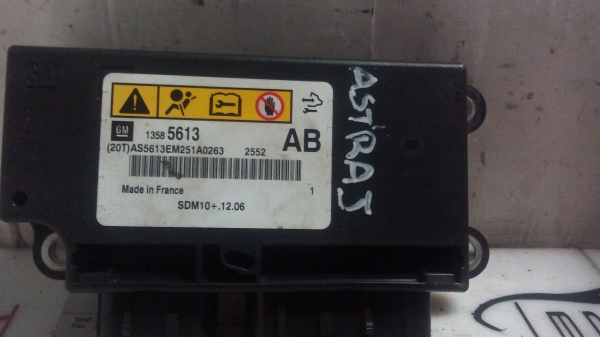 GM
1358 5613
AB
(20T)AS5613EM251A0263 2552
Made in France 1
SDM10+.12.06
ASTRA J